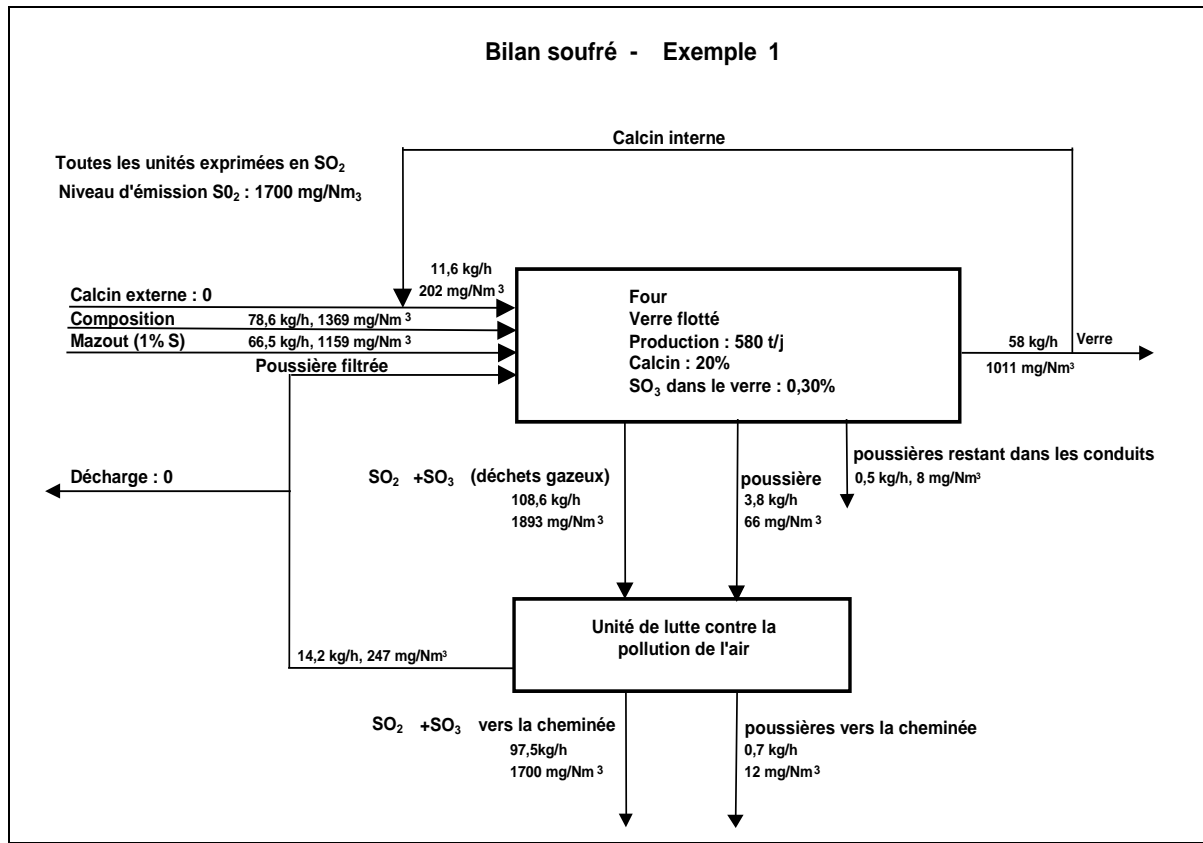 Bilan soufré - Exemple 1
Calcin interne
Toutes les unités exprimées en SO₂
Niveau d'émission S0₂ : 1700 mg/Nm₃
11,6 kg/h
202 mg/Nm³
Calcin externe : 0
Composition 78,6 kg/h, 1369 mg/Nm³
Mazout (1% S) 66,5 kg/h, 1159 mg/Nm³
Poussière filtrée
Four
Verre flotté
Production : 580 t/j
Calcin : 20%
SO₃ dans le verre : 0,30%
58 kg/h Verre
1011 mg/Nm³
Décharge : 0
SO₂ +SO₃ (déchets gazeux)
108,6 kg/h
1893 mg/Nm³
poussière
3,8 kg/h
66 mg/Nm³
poussières restant dans les conduits
0,5 kg/h, 8 mg/Nm³
Unité de lutte contre la
pollution de l'air
14,2 kg/h, 247 mg/Nm³
SO₂ +SO₃ vers la cheminée
97,5kg/h
1700 mg/Nm³
poussières vers la cheminée
0,7 kg/h
12 mg/Nm³